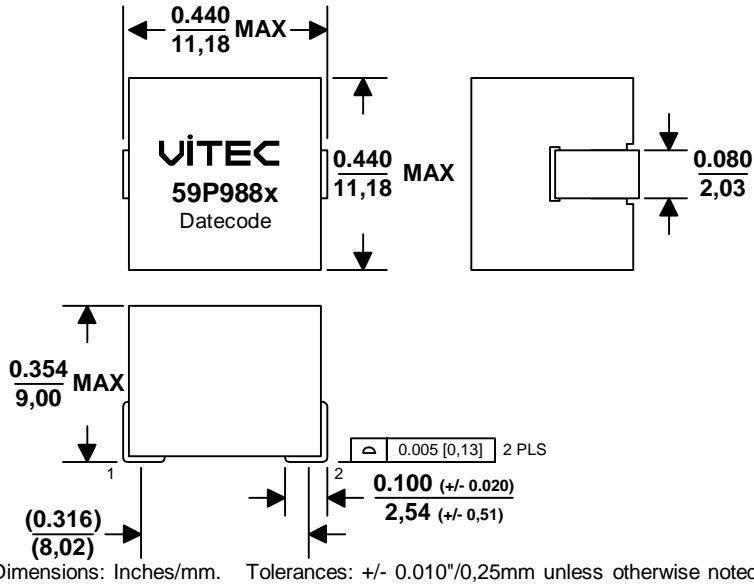 0.440
11,18 MAX
ViTEC
59P988x
Datecode
0.440
11,18 MAX
0.080
2,03
0.354
9,00 MAX
1
2
0.005 [0,13] 2 PLS
0.100 (+/- 0.020)
2,54 (+/- 0,51)
(0.316)
(8,02)
Dimensions: Inches/mm. Tolerances: +/- 0.010"/0,25mm unless otherwise noted